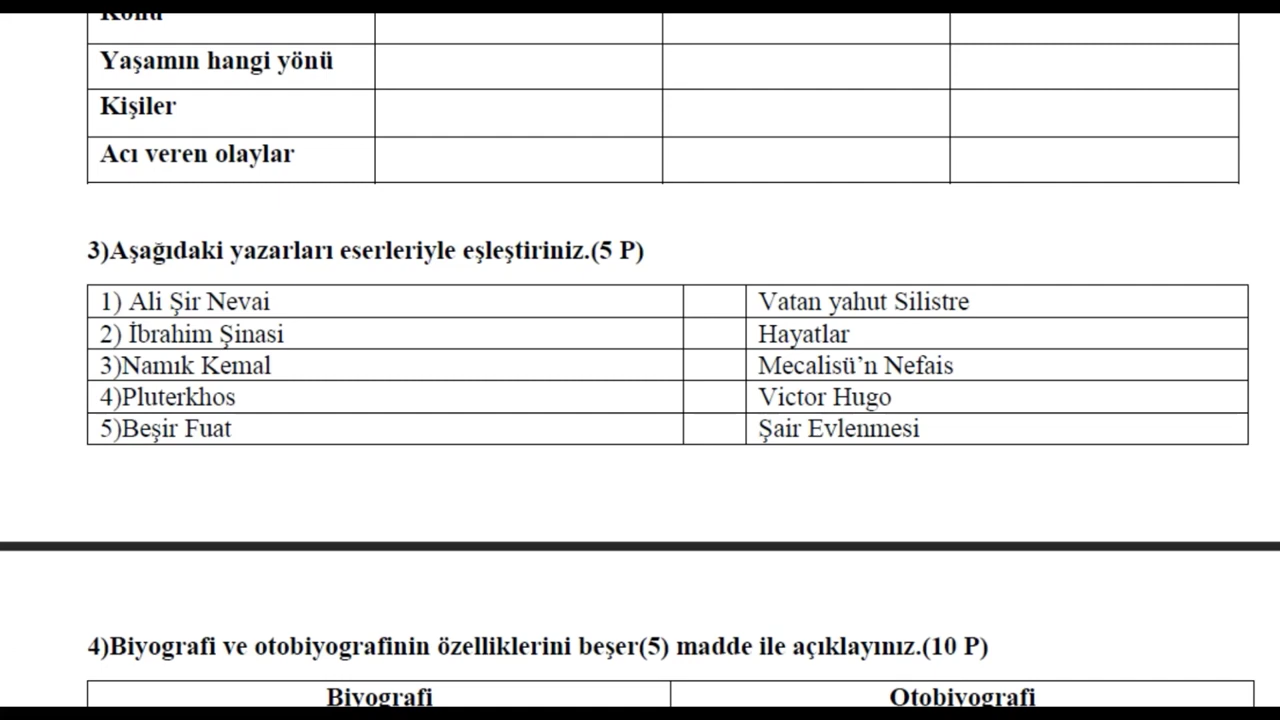 Konu
Yaşamın hangi yönü
Kişiler
Acı veren olaylar
3)Aşağıdaki yazarları eserleriyle eşleştiriniz.(5 P)
1) Ali Şir Nevai Vatan yahut Silistre
2) İbrahim Şinasi Hayatlar
3)Namık Kemal Mecalisü’n Nefais
4)Pluterkhos Victor Hugo
5)Beşir Fuat Şair Evlenmesi
4)Biyografi ve otobiyografinin özelliklerini beşer(5) madde ile açıklayınız.(10 P)
Biyografi Otobiyografi